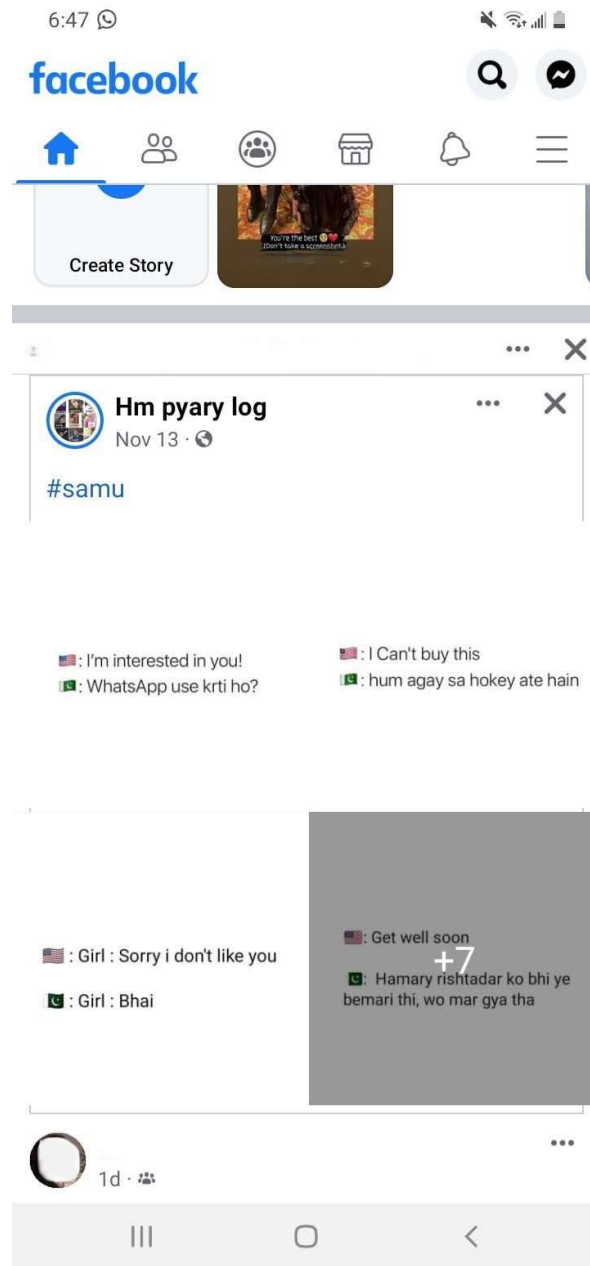 6:47
facebook
You're the best 🥺❤️
(Don't take a screenshot)
Create Story
Hm pyary log
Nov 13 ·
#samu
🇺🇸: I'm interested in you!
🇵🇰: WhatsApp use krti ho?
🇺🇸: I Can't buy this
🇵🇰: hum agay sa hokey ate hain
🇺🇸 : Girl : Sorry i don't like you
🇵🇰 : Girl : Bhai
🇺🇸: Get well soon
+7
🇵🇰: Hamary rishtadar ko bhi ye
bemari thi, wo mar gya tha
1d ·